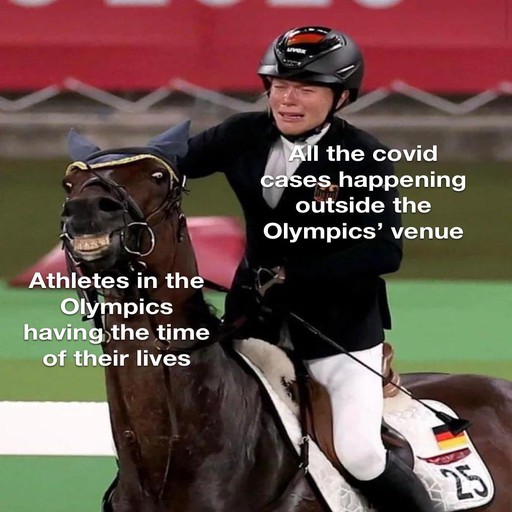 uvex
All the covid
cases happening
outside the
Olympics' venue
Athletes in the
Olympics
having the time
of their lives
25